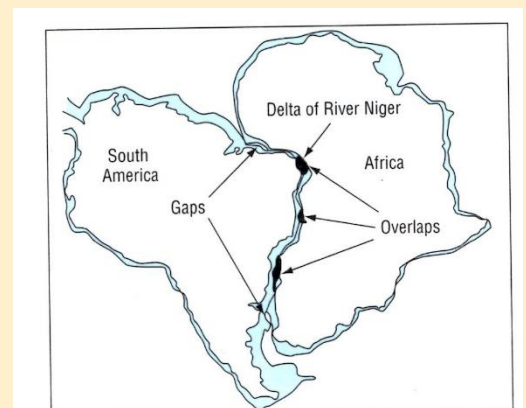 Delta of River Niger
South
America
Africa
Gaps
Overlaps